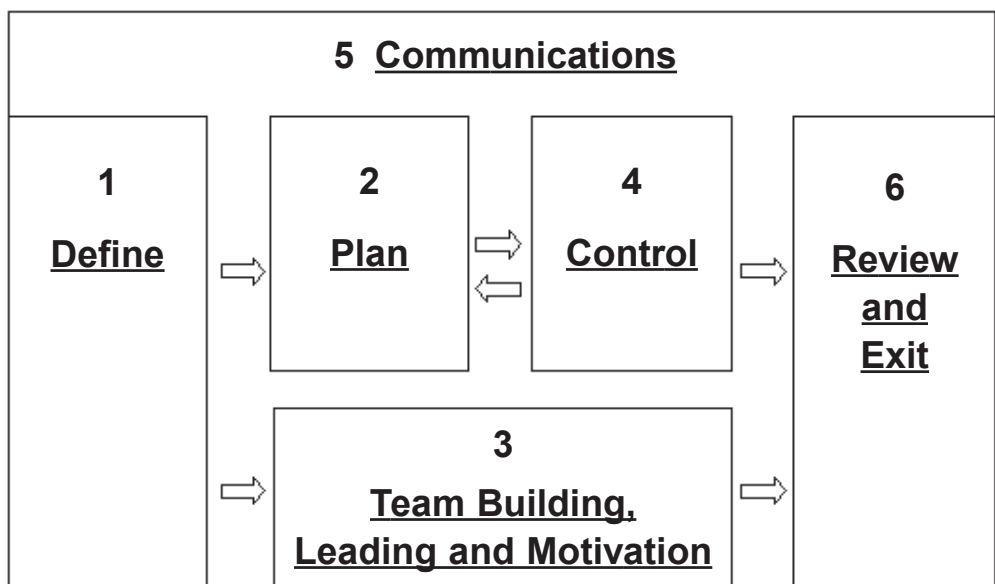 5 Communications
1
Define
2
Plan
4
Control
6
Review
and
Exit
3
Team Building,
Leading and Motivation